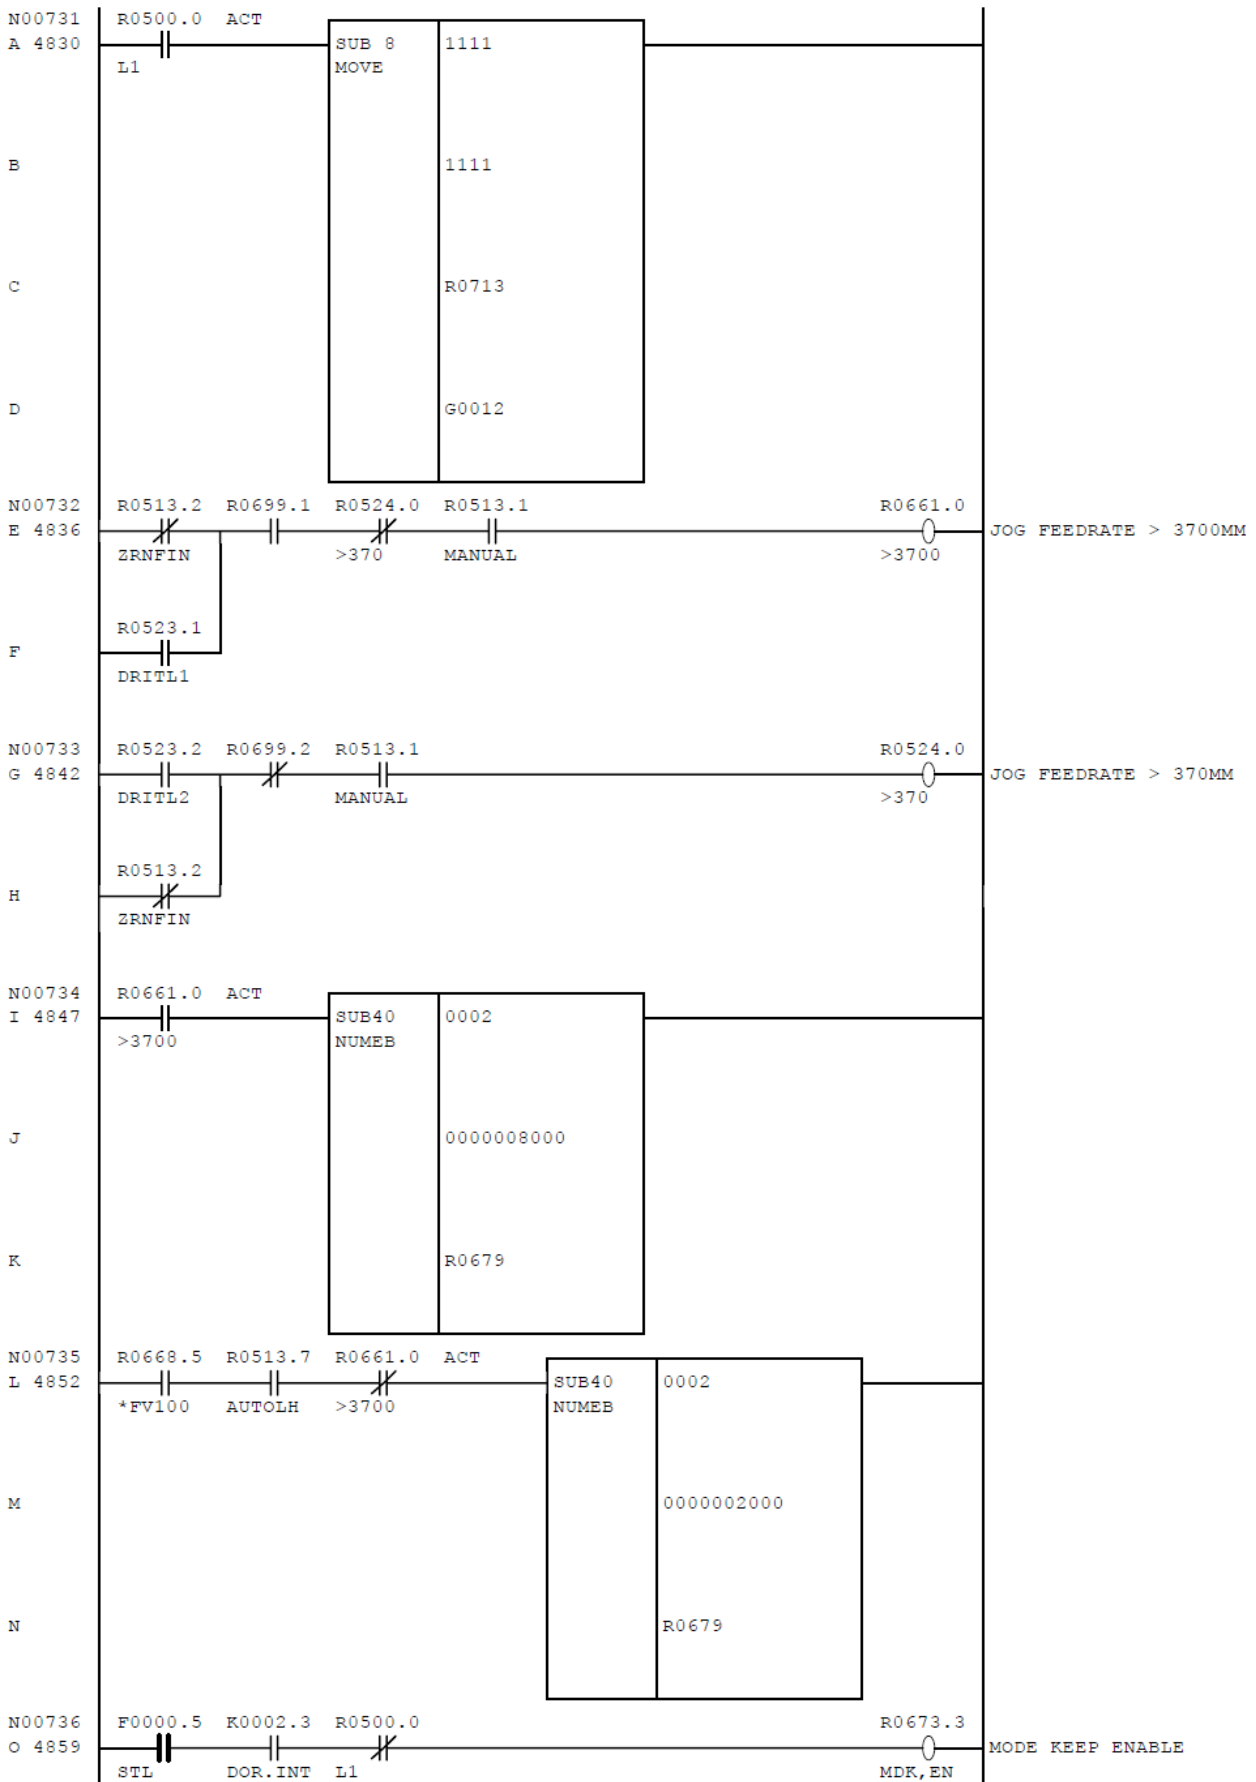 N00731 R0500.0 ACT
A 4830 SUB 8 1111
L1 MOVE
B 1111
C R0713
D G0012
N00732 R0513.2 R0699.1 R0524.0 R0513.1 R0661.0
E 4836 JOG FEEDRATE > 3700MM
ZRNFIN >370 MANUAL >3700
R0523.1
F
DRITL1
N00733 R0523.2 R0699.2 R0513.1 R0524.0
G 4842 JOG FEEDRATE > 370MM
DRITL2 MANUAL >370
R0513.2
H
ZRNFIN
N00734 R0661.0 ACT
I 4847 SUB40 0002
>3700 NUMEB
J 0000008000
K R0679
N00735 R0668.5 R0513.7 R0661.0 ACT
L 4852 SUB40 0002
*FV100 AUTOLH >3700 NUMEB
M 0000002000
N R0679
N00736 F0000.5 K0002.3 R0500.0 R0673.3
O 4859 MODE KEEP ENABLE
STL DOR.INT L1 MDK,EN